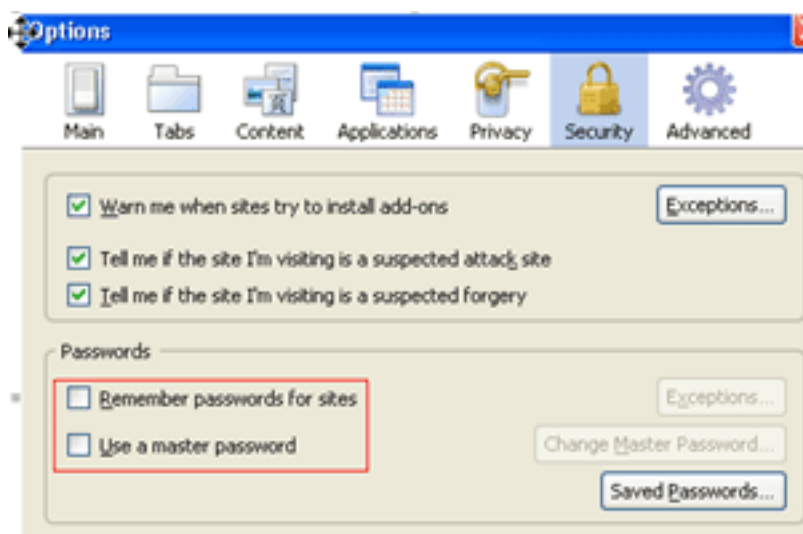 Options
Main Tabs Content Applications Privacy Security Advanced
Warn me when sites try to install add-ons Exceptions...
Tell me if the site I'm visiting is a suspected attack site
Tell me if the site I'm visiting is a suspected forgery
Passwords
Remember passwords for sites Exceptions...
Use a master password Change Master Password...
Saved Passwords...